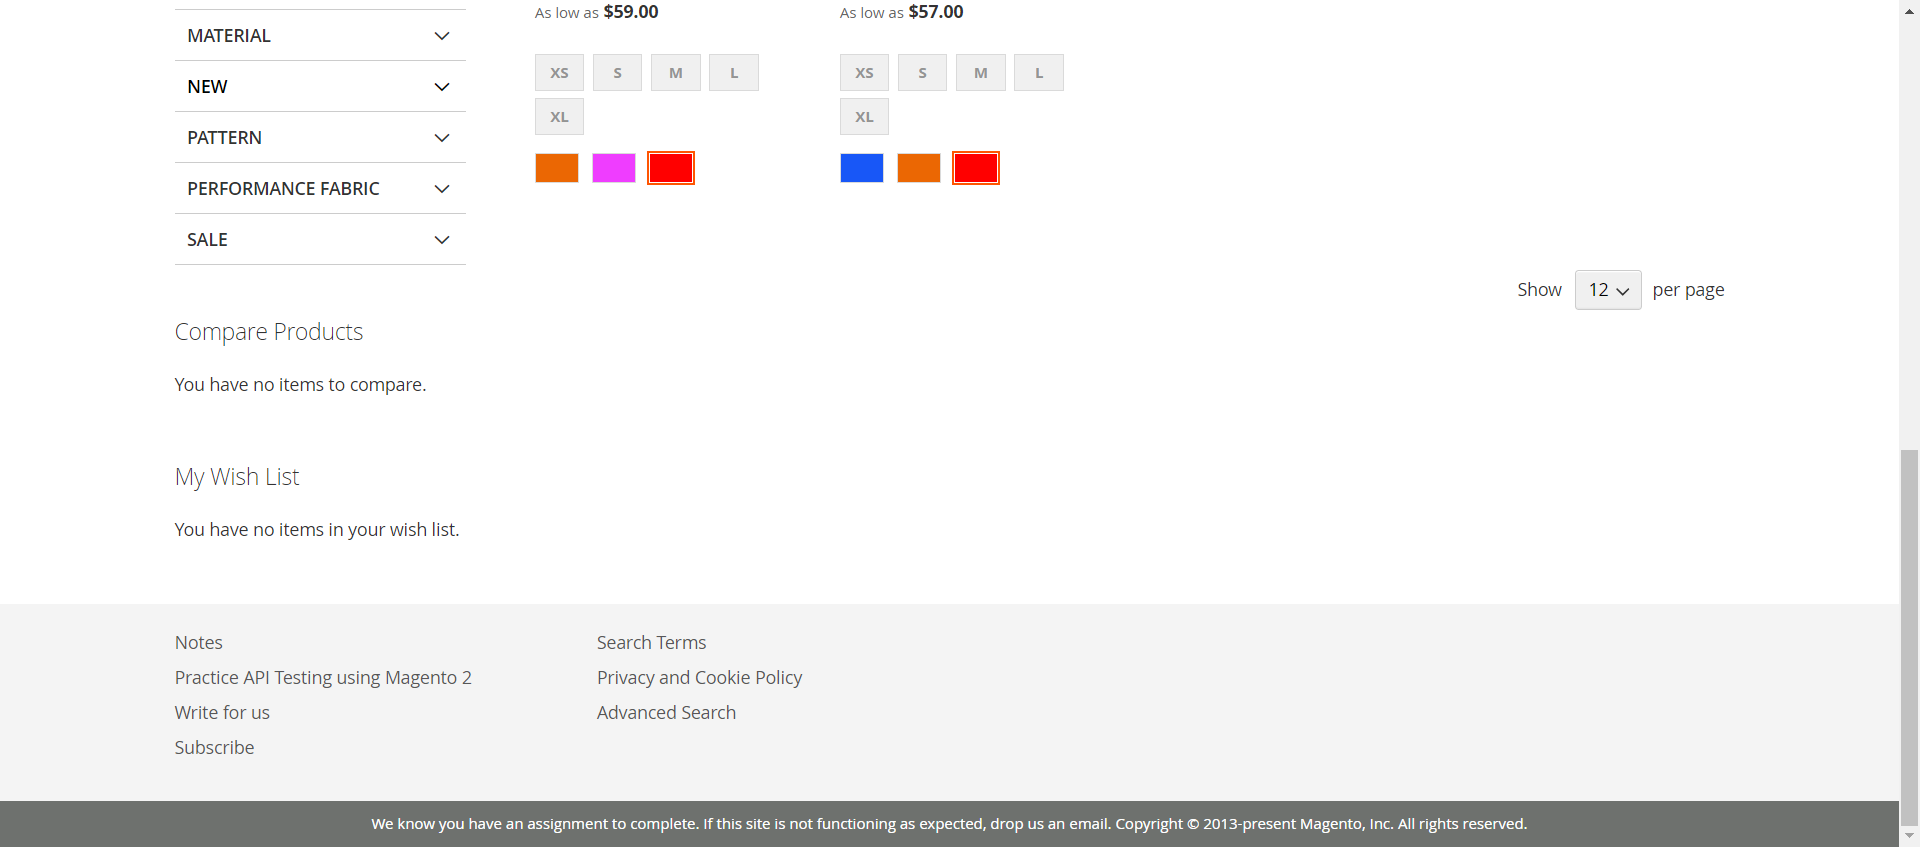 As low as $59.00
As low as $57.00
MATERIAL
NEW
PATTERN
PERFORMANCE FABRIC
SALE
XS S M L
XL
XS S M L
XL
Show 12 per page
Compare Products
You have no items to compare.
My Wish List
You have no items in your wish list.
Notes
Practice API Testing using Magento 2
Write for us
Subscribe
Search Terms
Privacy and Cookie Policy
Advanced Search
We know you have an assignment to complete. If this site is not functioning as expected, drop us an email. Copyright © 2013-present Magento, Inc. All rights reserved.